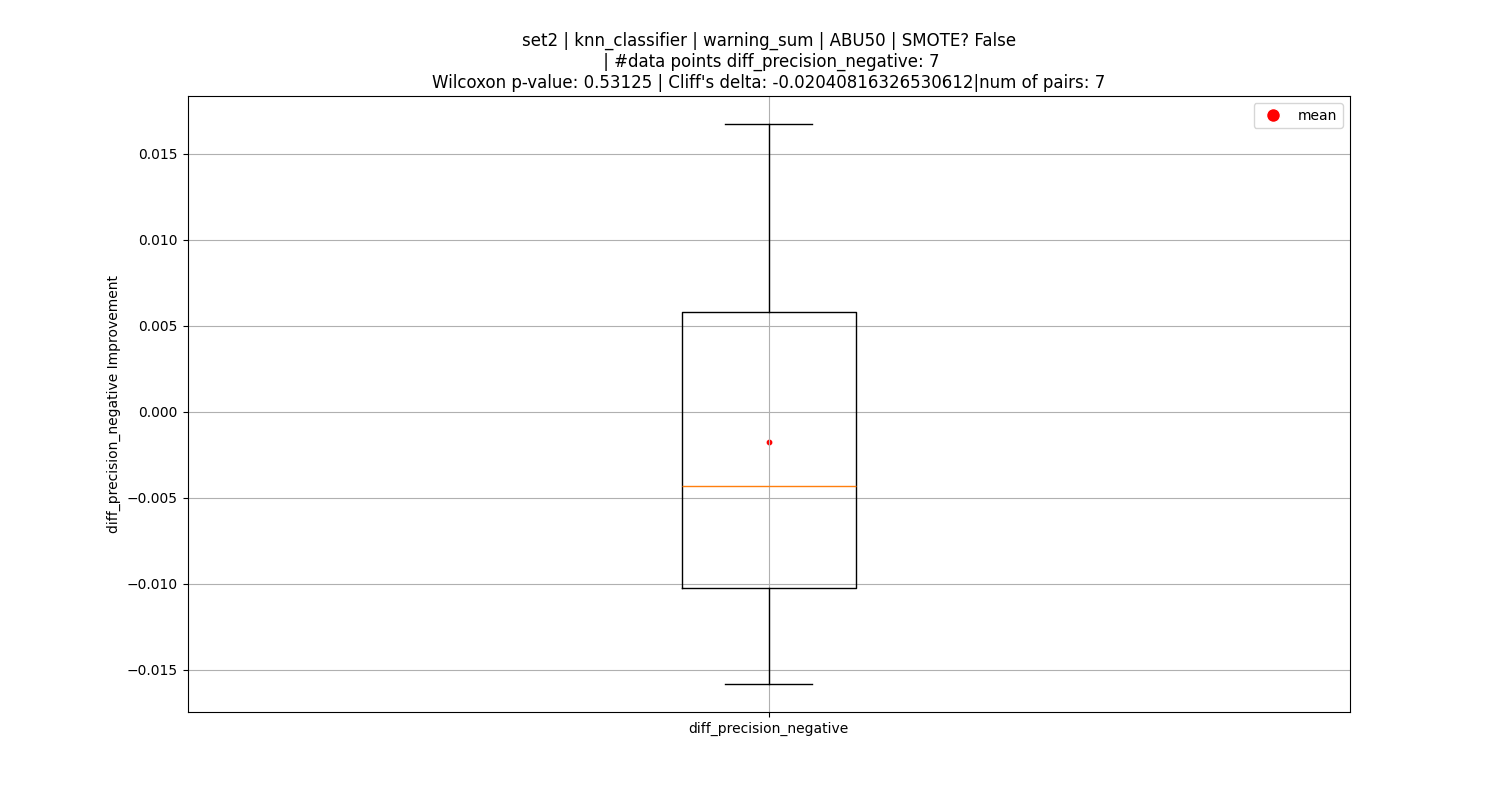 set2 | knn_classifier | warning_sum | ABU50 | SMOTE? False
| #data points diff_precision_negative: 7
Wilcoxon p-value: 0.53125 | Cliff's delta: -0.02040816326530612|num of pairs: 7
mean
0.015
0.010
0.005
0.000
−0.005
−0.010
−0.015
diff_precision_negative Improvement
diff_precision_negative